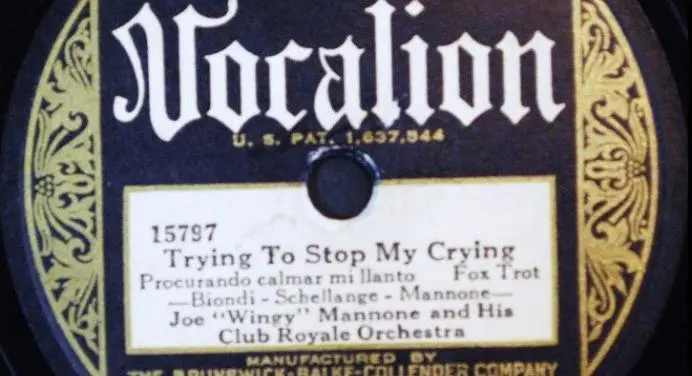 Vocalion
U. S. PAT. 1,637,544
15797
Trying To Stop My Crying
Procurando calmar mi llanto Fox Trot
—Biondi - Schellange - Mannone—
Joe "Wingy" Mannone and His
Club Royale Orchestra
MANUFACTURED BY
THE BRUNSWICK-BALKE-COLLENDER COMPANY